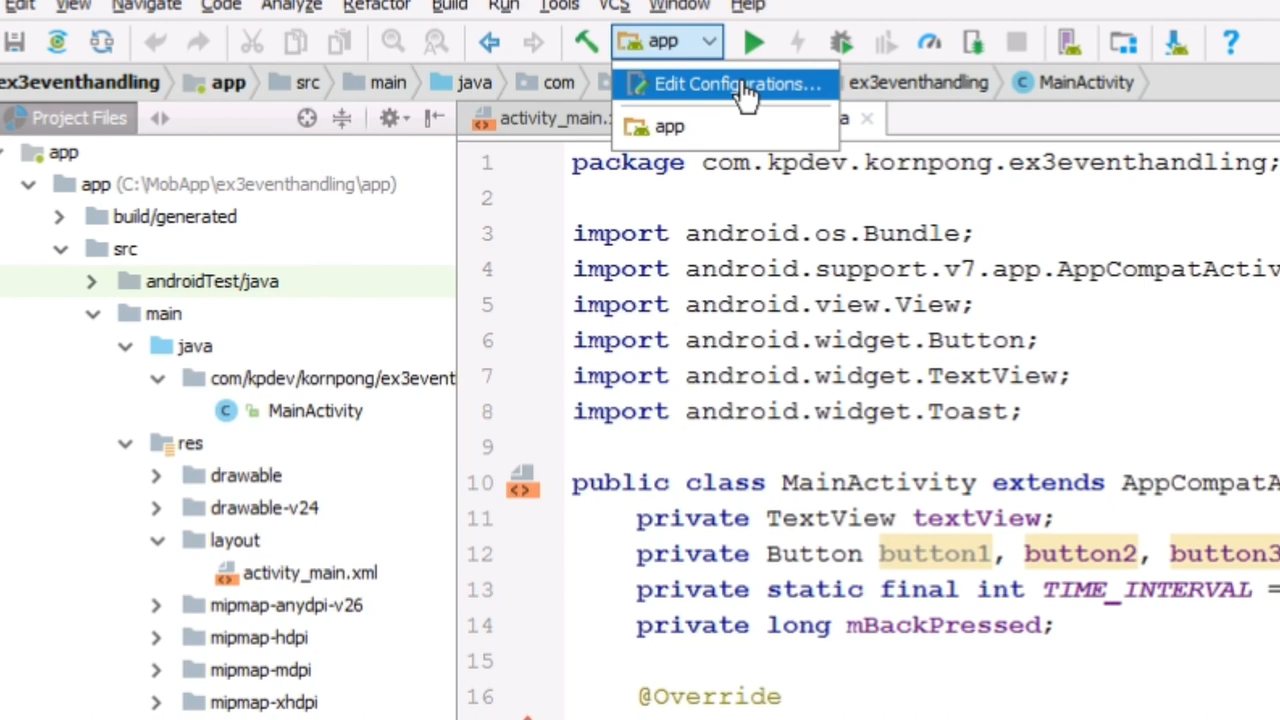 Edit View Navigate Code Analyze Refactor Build Run Tools VCS Window Help
app
ex3eventhandling app src main java com ex3eventhandling MainActivity
Edit Configurations...
app
Project Files
activity_main.
a
app
app (C:\MobApp\ex3eventhandling\app)
build/generated
src
androidTest/java
main
java
com/kpdev/kornpong/ex3event
MainActivity
res
drawable
drawable-v24
layout
activity_main.xml
mipmap-anydpi-v26
mipmap-hdpi
mipmap-mdpi
mipmap-xhdpi
1 package com.kpdev.kornpong.ex3eventhandling;
2
3 import android.os.Bundle;
4 import android.support.v7.app.AppCompatActiv
5 import android.view.View;
6 import android.widget.Button;
7 import android.widget.TextView;
8 import android.widget.Toast;
9
10 public class MainActivity extends AppCompatA
11 private TextView textView;
12 private Button button1, button2, button3
13 private static final int TIME_INTERVAL =
14 private long mBackPressed;
15
16 @Override